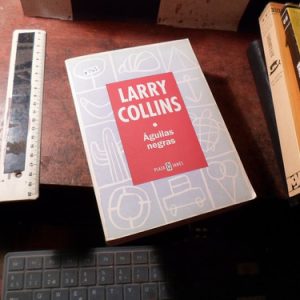 LARRY
COLLINS
Águilas
negras
PLAZA JANÉS